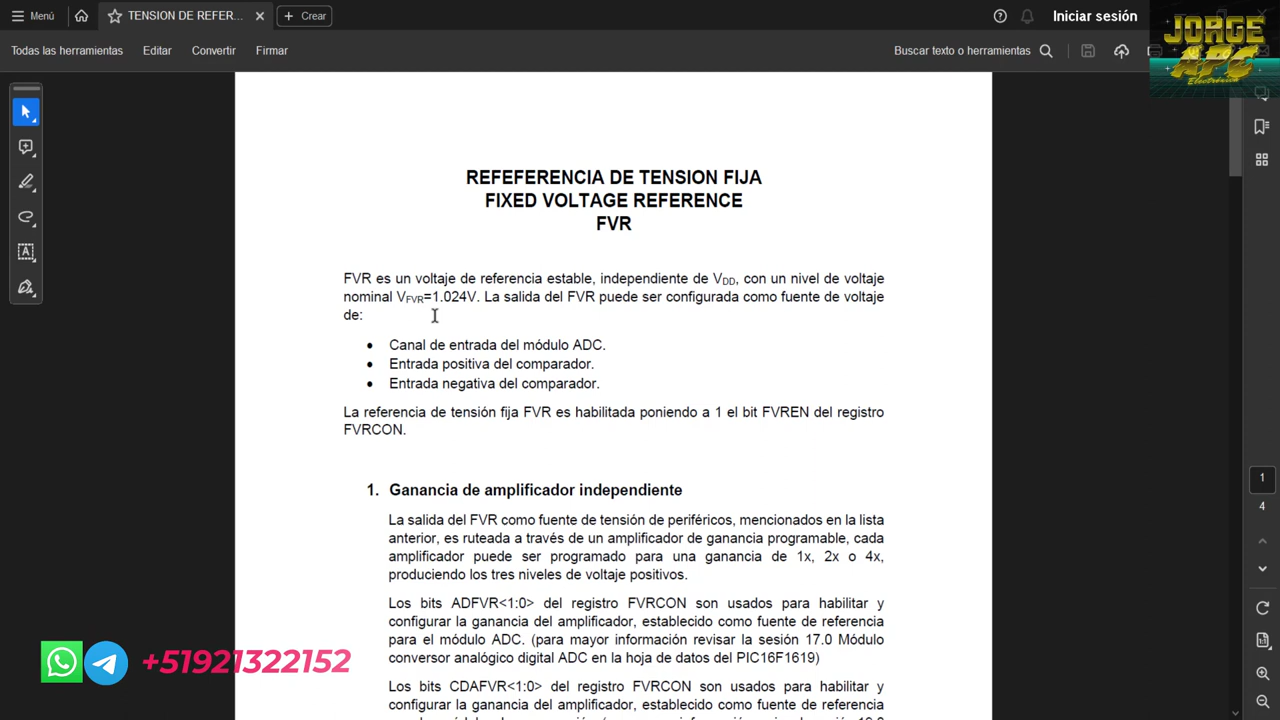 Menú
TENSION DE REFER...
Crear
Iniciar sesión
JORGE
APC
Electrónica
Todas las herramientas
Editar
Convertir
Firmar
Buscar texto o herramientas
REFEFERENCIA DE TENSION FIJA
FIXED VOLTAGE REFERENCE
FVR
FVR es un voltaje de referencia estable, independiente de VDD, con un nivel de voltaje
nominal VFVR=1.024V. La salida del FVR puede ser configurada como fuente de voltaje
de:
• Canal de entrada del módulo ADC.
• Entrada positiva del comparador.
• Entrada negativa del comparador.
La referencia de tensión fija FVR es habilitada poniendo a 1 el bit FVREN del registro
FVRCON.
1. Ganancia de amplificador independiente
La salida del FVR como fuente de tensión de periféricos, mencionados en la lista
anterior, es ruteada a través de un amplificador de ganancia programable, cada
amplificador puede ser programado para una ganancia de 1x, 2x o 4x,
produciendo los tres niveles de voltaje positivos.
Los bits ADFVR<1:0> del registro FVRCON son usados para habilitar y
configurar la ganancia del amplificador, establecido como fuente de referencia
para el módulo ADC. (para mayor información revisar la sesión 17.0 Módulo
conversor analógico digital ADC en la hoja de datos del PIC16F1619)
Los bits CDAFVR<1:0> del registro FVRCON son usados para habilitar y
configurar la ganancia del amplificador, establecido como fuente de referencia
1
4
+51921322152